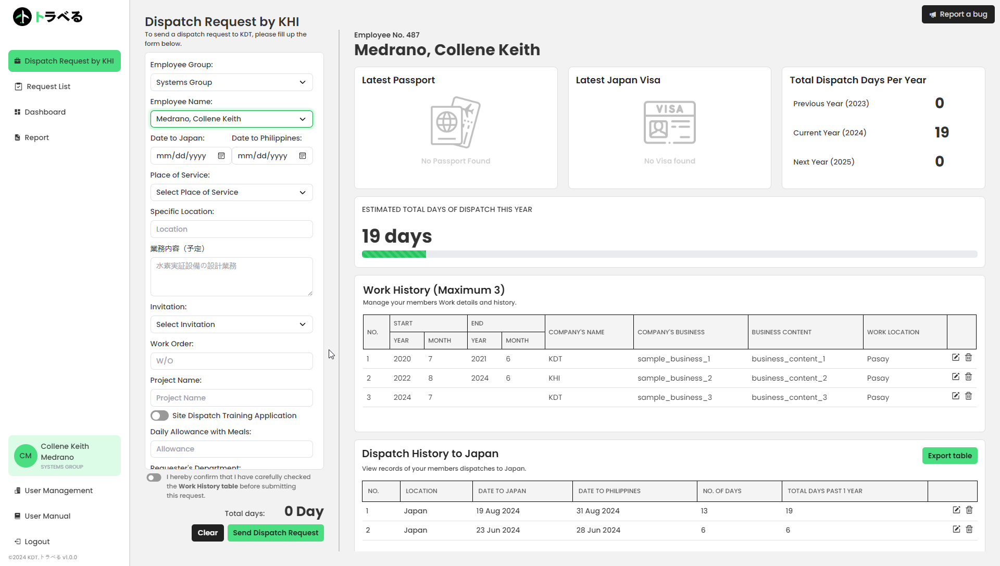 トラベる
Dispatch Request by KHI
Request List
Dashboard
Report
CM
Collene Keith
Medrano
SYSTEMS GROUP
User Management
User Manual
Logout
©2024 KDT.トラベる v1.0.0
Dispatch Request by KHI
To send a dispatch request to KDT, please fill up the
form below.
Employee Group:
Systems Group
Employee Name:
Medrano, Collene Keith
Date to Japan: Date to Philippines:
mm/dd/yyyy mm/dd/yyyy
Place of Service:
Select Place of Service
Specific Location:
Location
業務内容（予定）
水素実証設備の設計業務
Invitation:
Select Invitation
Work Order:
W/O
Project Name:
Project Name
Site Dispatch Training Application
Daily Allowance with Meals:
Allowance
Requester's Department:
I hereby confirm that I have carefully checked
the Work History table before submitting
this request.
Total days: 0 Day
Clear Send Dispatch Request
Report a bug
Employee No. 487
Medrano, Collene Keith
Latest Passport
No Passport Found
Latest Japan Visa
VISA
No Visa found
Total Dispatch Days Per Year
Previous Year (2023) 0
Current Year (2024) 19
Next Year (2025) 0
ESTIMATED TOTAL DAYS OF DISPATCH THIS YEAR
19 days
Work History (Maximum 3)
Manage your members Work details and history.
NO. START END COMPANY'S NAME COMPANY'S BUSINESS BUSINESS CONTENT WORK LOCATION
YEAR MONTH YEAR MONTH
1 2020 7 2021 6 KDT sample_business_1 business_content_1 Pasay
2 2022 8 2024 6 KHI sample_business_2 business_content_2 Pasay
3 2024 7 KDT sample_business_3 business_content_3 Pasay
Dispatch History to Japan
Export table
View records of your members dispatches to Japan.
NO. LOCATION DATE TO JAPAN DATE TO PHILIPPINES NO. OF DAYS TOTAL DAYS PAST 1 YEAR
1 Japan 19 Aug 2024 31 Aug 2024 13 19
2 Japan 23 Jun 2024 28 Jun 2024 6 6